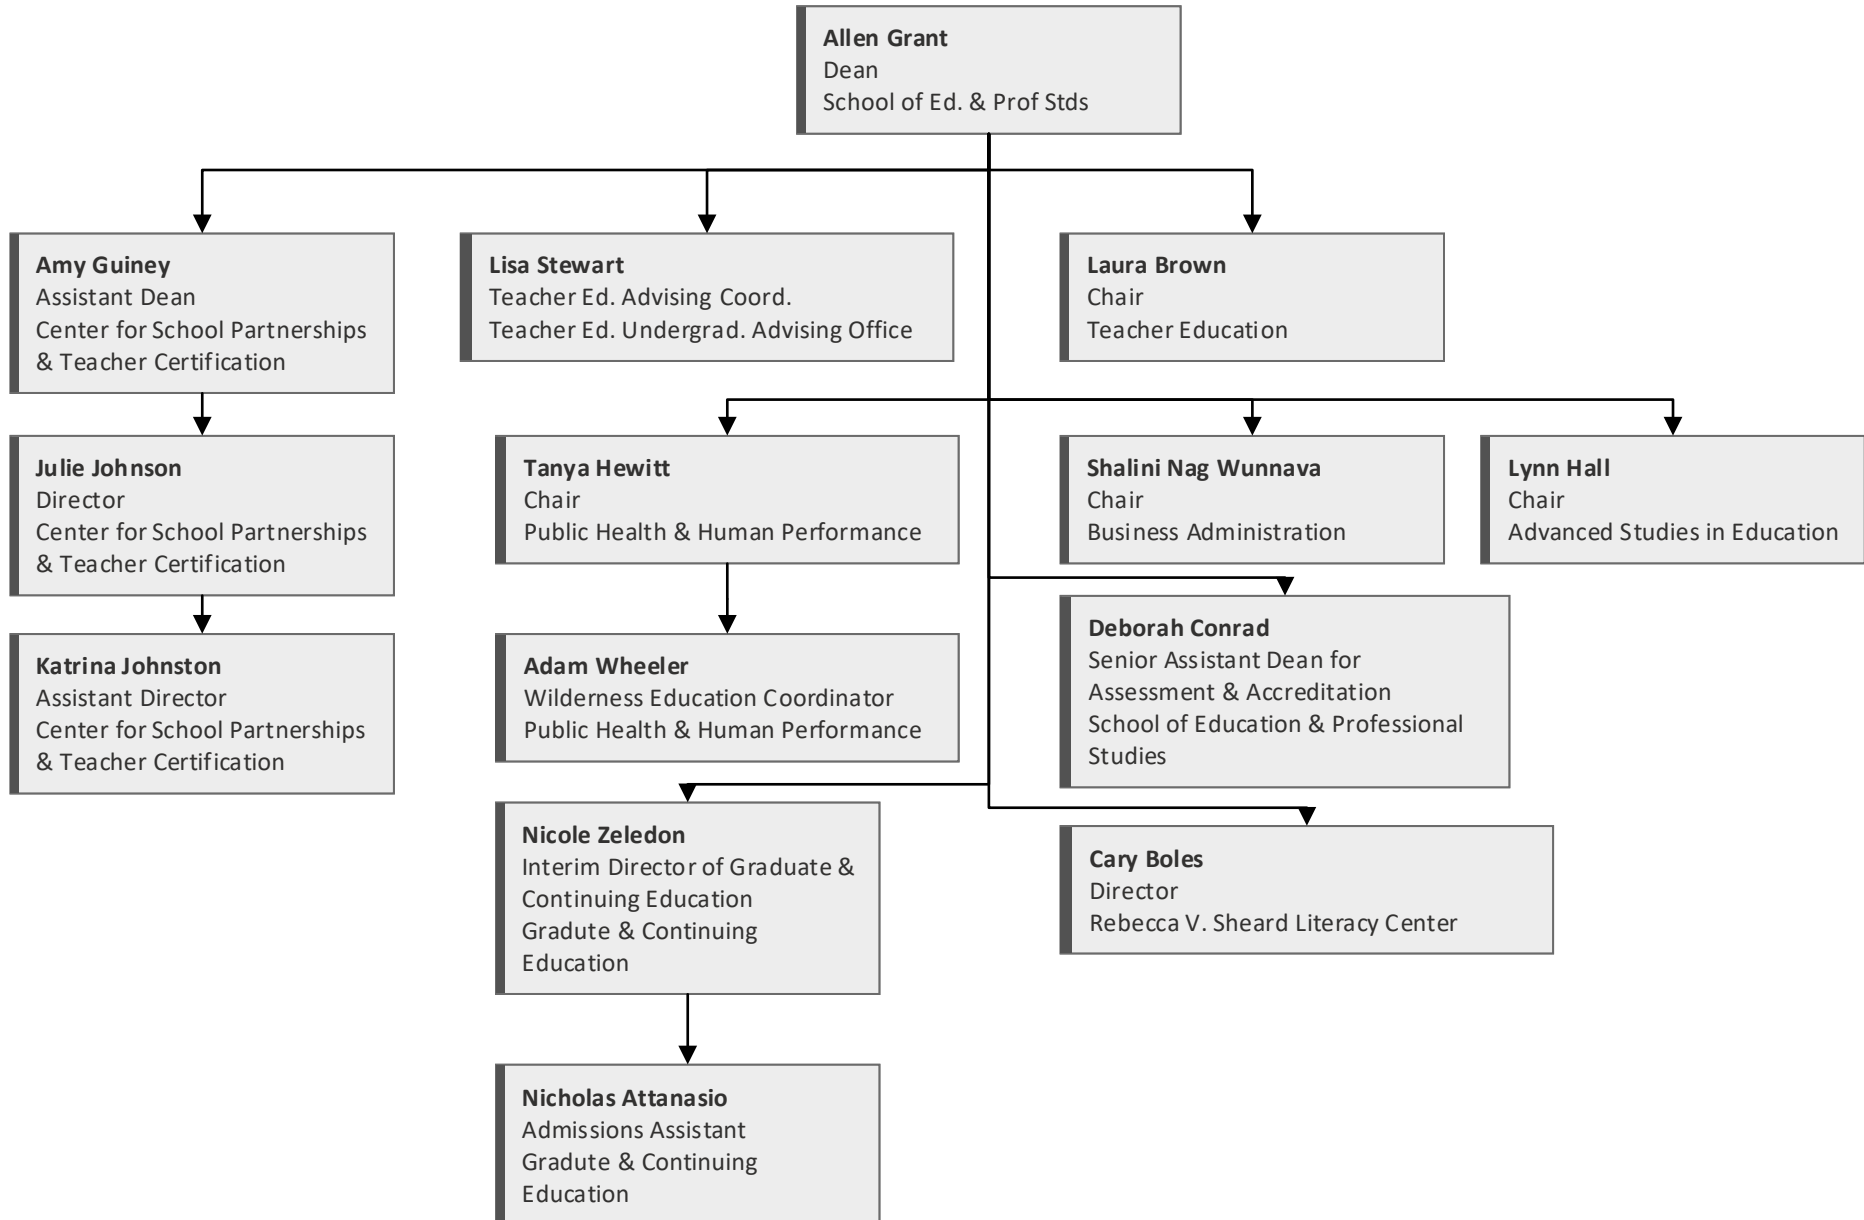 Allen Grant
Dean
School of Ed. & Prof Stds
Amy Guiney
Assistant Dean
Center for School Partnerships
& Teacher Certification
Lisa Stewart
Teacher Ed. Advising Coord.
Teacher Ed. Undergrad. Advising Office
Laura Brown
Chair
Teacher Education
Julie Johnson
Director
Center for School Partnerships
& Teacher Certification
Tanya Hewitt
Chair
Public Health & Human Performance
Shalini Nag Wunnava
Chair
Business Administration
Lynn Hall
Chair
Advanced Studies in Education
Katrina Johnston
Assistant Director
Center for School Partnerships
& Teacher Certification
Adam Wheeler
Wilderness Education Coordinator
Public Health & Human Performance
Deborah Conrad
Senior Assistant Dean for
Assessment & Accreditation
School of Education & Professional
Studies
Nicole Zeledon
Interim Director of Graduate &
Continuing Education
Gradute & Continuing
Education
Cary Boles
Director
Rebecca V. Sheard Literacy Center
Nicholas Attanasio
Admissions Assistant
Gradute & Continuing
Education